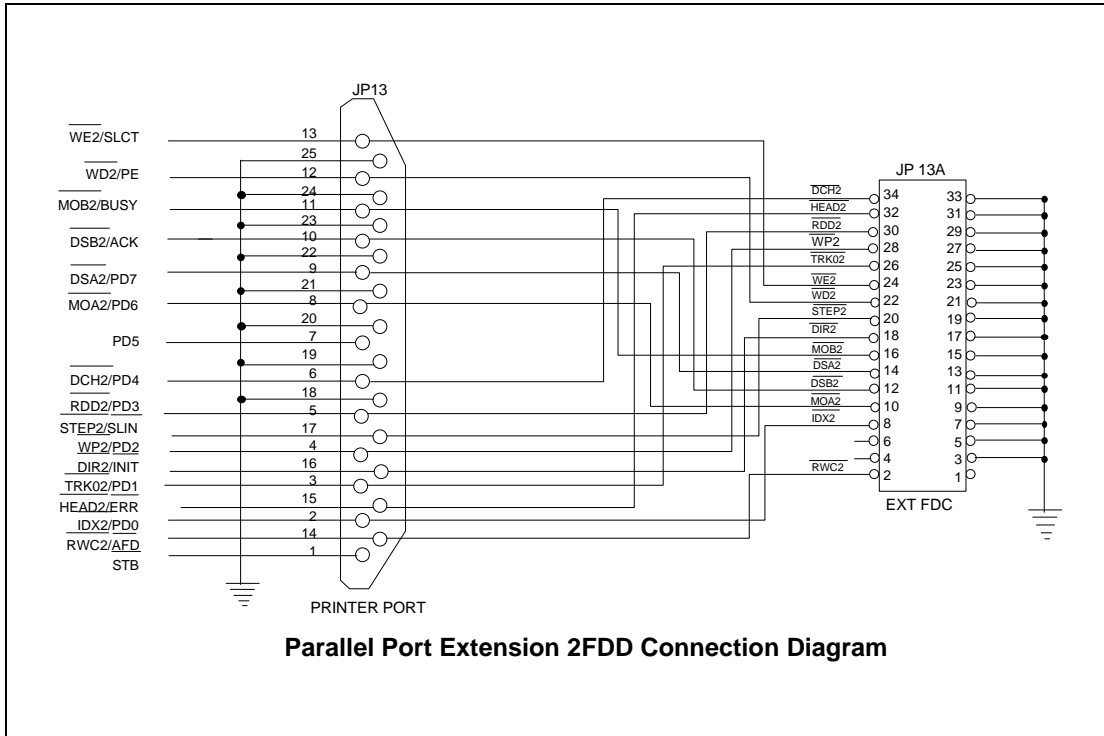 JP13
WE2/SLCT
WD2/PE
MOB2/BUSY
DSB2/ACK
DSA2/PD7
MOA2/PD6
PD5
DCH2/PD4
RDD2/PD3
STEP2/SLIN
WP2/PD2
DIR2/INIT
TRK02/PD1
HEAD2/ERR
IDX2/PD0
RWC2/AFD
STB
13
25
12
24
11
23
10
22
9
21
8
20
7
19
6
18
5
17
4
16
3
15
2
14
1
PRINTER PORT
JP 13A
DCH2
HEAD2
RDD2
WP2
TRK02
WE2
WD2
STEP2
DIR2
MOB2
DSA2
DSB2
MOA2
IDX2
RWC2
34 33
32 31
30 29
28 27
26 25
24 23
22 21
20 19
18 17
16 15
14 13
12 11
10 9
8 7
6 5
4 3
2 1
EXT FDC
Parallel Port Extension 2FDD Connection Diagram